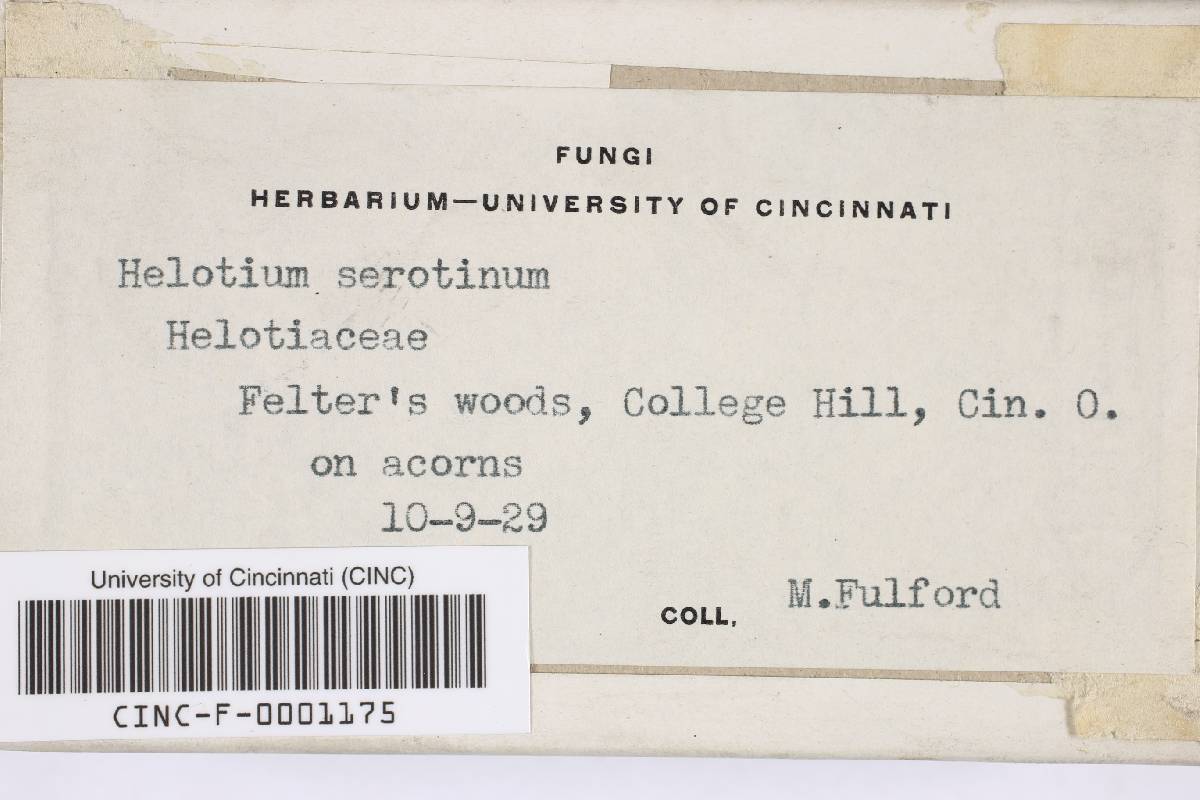 FUNGI
HERBARIUM—UNIVERSITY OF CINCINNATI
Helotium serotinum
Helotiaceae
Felter's woods, College Hill, Cin. O.
on acorns
10-9-29
COLL. M.Fulford
University of Cincinnati (CINC)
CINC-F-0001175